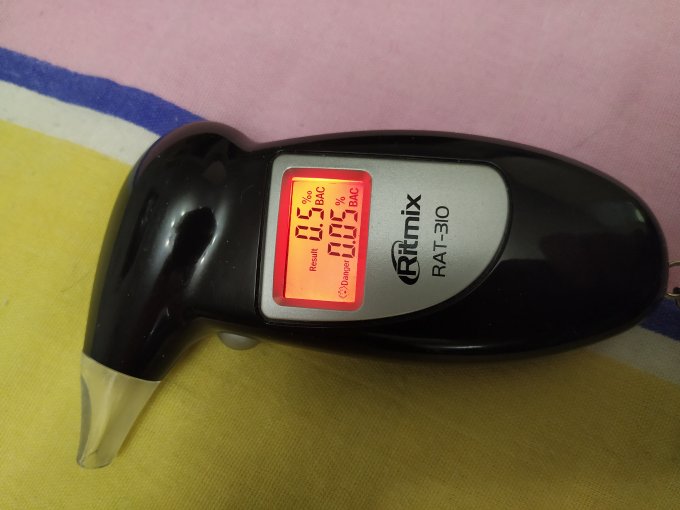 Result 0.5 ‰ BAC
Danger 0.05 % BAC
Ritmix
RAT-310